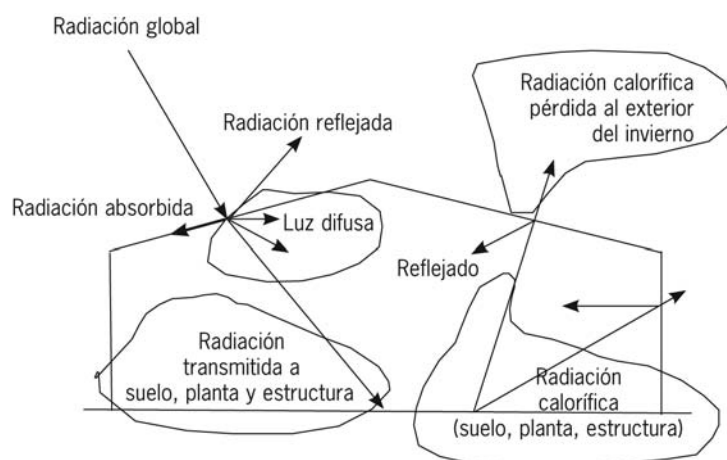 Radiación global
Radiación calorífica
pérdida al exterior
del invierno
Radiación reflejada
Radiación absorbida
Luz difusa
Reflejado
Radiación
transmitida a
suelo, planta y estructura
Radiación
calorífica
(suelo, planta, estructura)